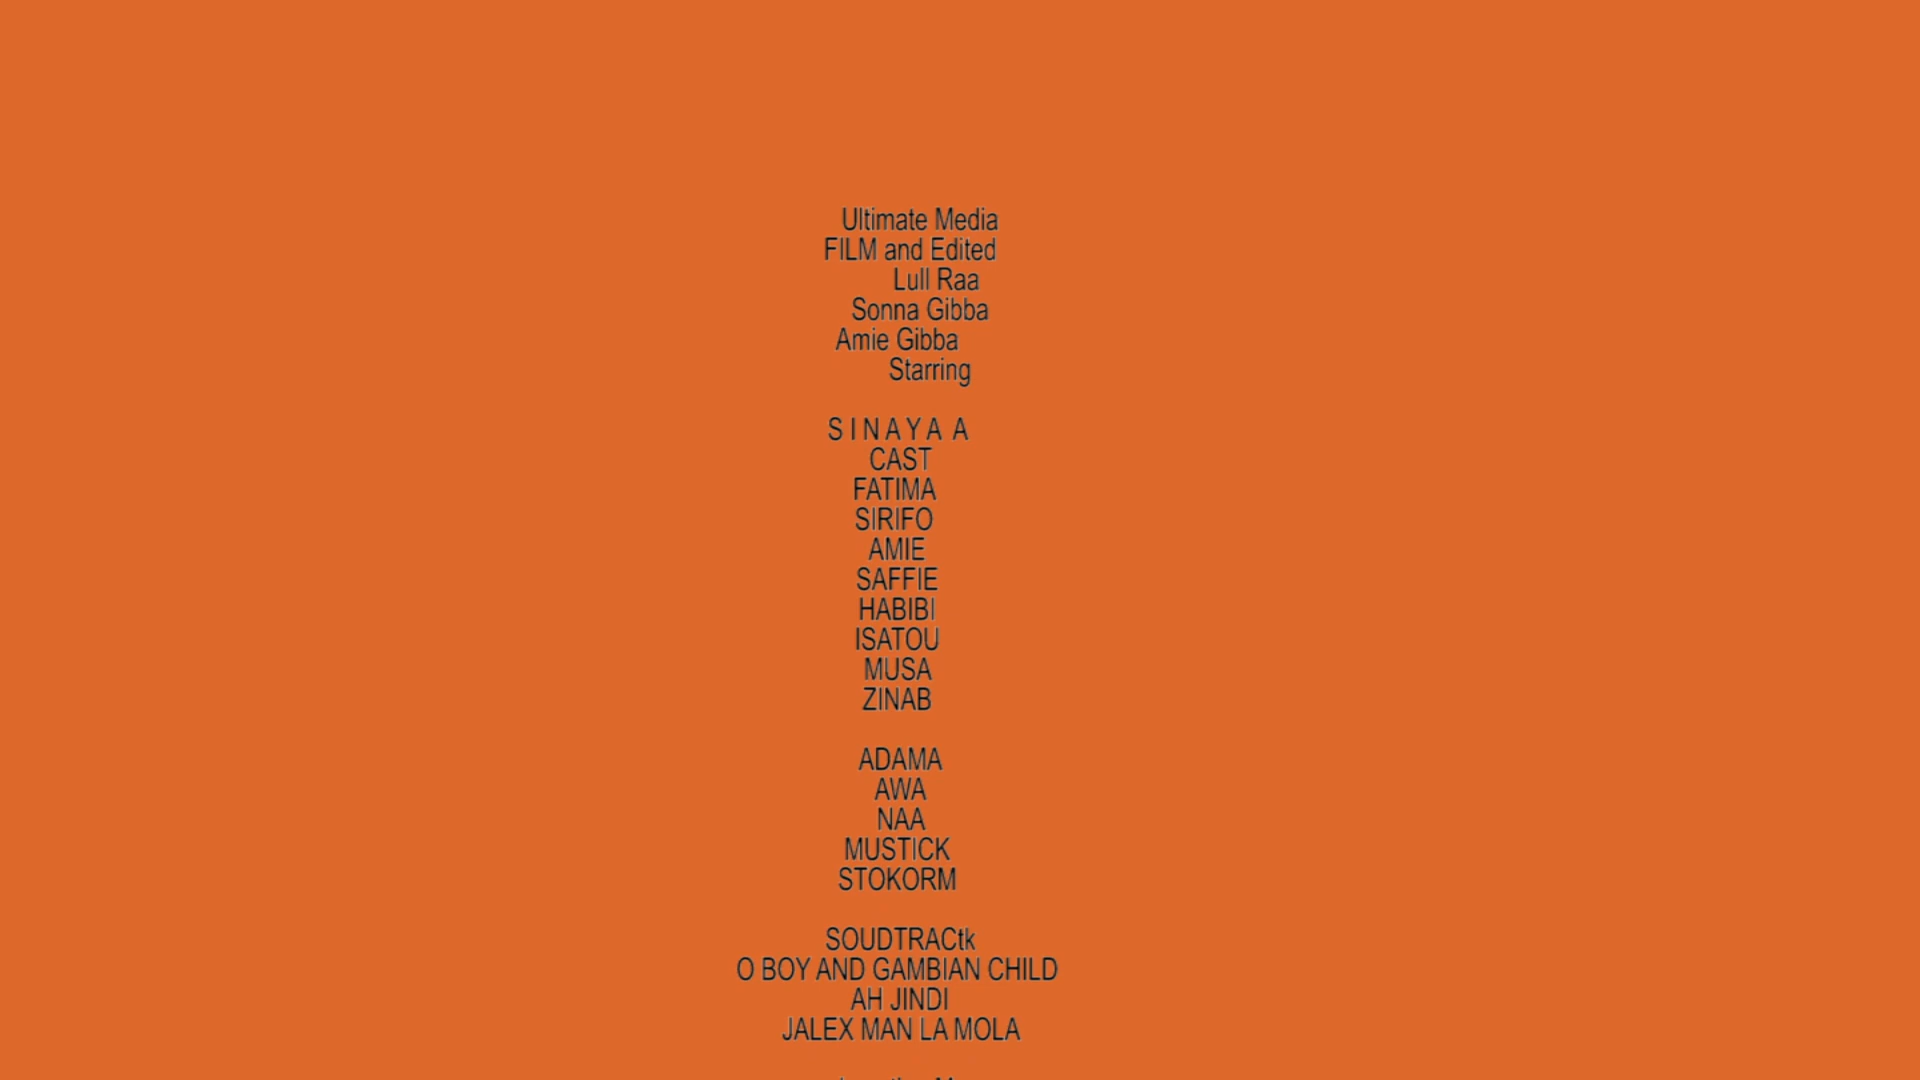 Ultimate Media
FILM and Edited
Lull Raa
Sonna Gibba
Amie Gibba
Starring
S I N A Y A A
CAST
FATIMA
SIRIFO
AMIE
SAFFIE
HABIBI
ISATOU
MUSA
ZINAB
ADAMA
AWA
NAA
MUSTICK
STOKORM
SOUDTRACtk
O BOY AND GAMBIAN CHILD
AH JINDI
JALEX MAN LA MOLA